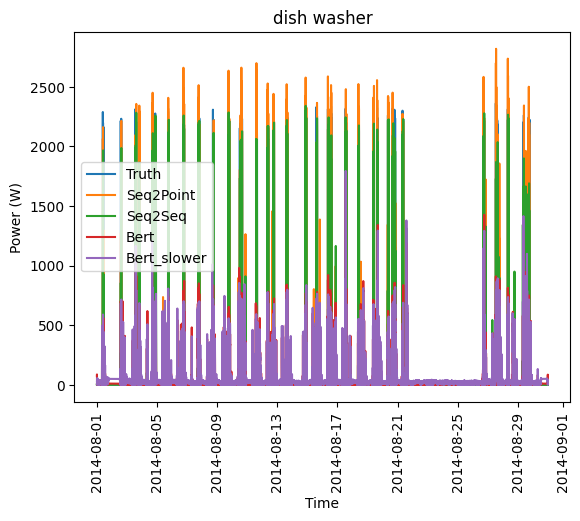 dish washer
Power (W)
2500
2000
1500
1000
500
0
Truth
Seq2Point
Seq2Seq
Bert
Bert_slower
2014-08-01
2014-08-05
2014-08-09
2014-08-13
2014-08-17
2014-08-21
2014-08-25
2014-08-29
2014-09-01
Time